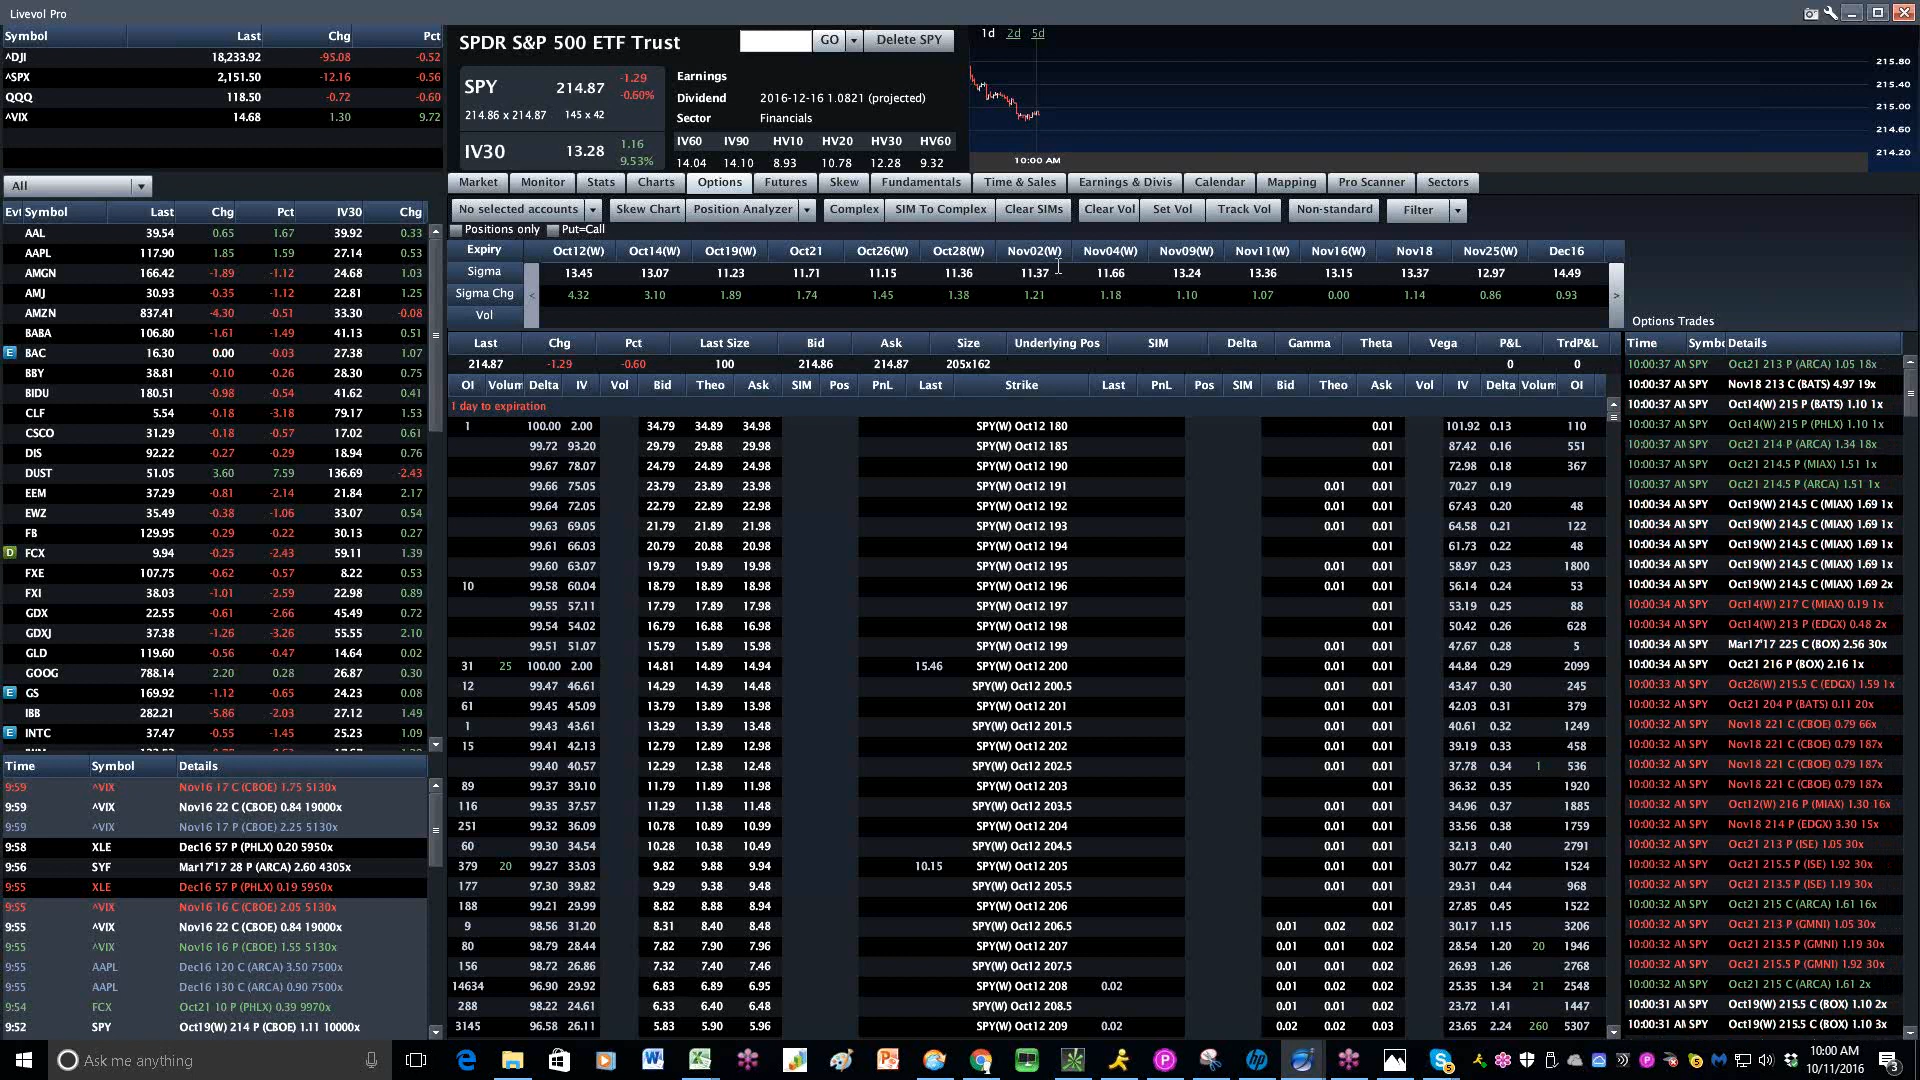 Livevol Pro
Symbol Last Chg Pct
^DJI 18,233.92 -95.08 -0.52
^SPX 2,151.50 -12.16 -0.56
QQQ 118.50 -0.72 -0.60
^VIX 14.68 1.30 9.72
SPDR S&P 500 ETF Trust GO Delete SPY
SPY 214.87 -1.29 -0.60%
214.86 x 214.87 145 x 42
IV30 13.28 1.16 9.53%
Earnings
Dividend 2016-12-16 1.0821 (projected)
Sector Financials
IV60 IV90 HV10 HV20 HV30 HV60
14.04 14.10 8.93 10.78 12.28 9.32
1d 2d 5d
215.80
215.40
215.00
214.60
214.20
10:00 AM
All
Market Monitor Stats Charts Options Futures Skew Fundamentals Time & Sales Earnings & Divis Calendar Mapping Pro Scanner Sectors
No selected accounts Skew Chart Position Analyzer Complex SIM To Complex Clear SIMs Clear Vol Set Vol Track Vol Non-standard Filter
Positions only Put=Call
Expiry Oct12(W) Oct14(W) Oct19(W) Oct21 Oct26(W) Oct28(W) Nov02(W) Nov04(W) Nov09(W) Nov11(W) Nov16(W) Nov18 Nov25(W) Dec16
Sigma 13.45 13.07 11.23 11.71 11.15 11.36 11.37 11.66 13.24 13.36 13.15 13.37 12.97 14.49
Sigma Chg < 4.32 3.10 1.89 1.74 1.45 1.38 1.21 1.18 1.10 1.07 0.00 1.14 0.86 0.93 >
Vol
Evt Symbol Last Chg Pct IV30 Chg
AAL 39.54 0.65 1.67 39.92 0.33
AAPL 117.90 1.85 1.59 27.14 0.53
AMGN 166.42 -1.89 -1.12 24.68 1.03
AMJ 30.93 -0.35 -1.12 22.81 1.25
AMZN 837.41 -4.30 -0.51 33.30 -0.08
BABA 106.80 -1.61 -1.49 41.13 0.51
E BAC 16.30 0.00 -0.03 27.38 1.07
BBY 38.81 -0.10 -0.26 28.30 0.75
BIDU 180.51 -0.98 -0.54 41.62 0.41
CLF 5.54 -0.18 -3.18 79.17 1.53
CSCO 31.29 -0.18 -0.57 17.02 0.61
DIS 92.22 -0.27 -0.29 18.94 0.76
DUST 51.05 3.60 7.59 136.69 -2.43
EEM 37.29 -0.81 -2.14 21.84 2.17
EWZ 35.49 -0.38 -1.06 33.07 0.54
FB 129.95 -0.29 -0.22 30.13 0.27
D FCX 9.94 -0.25 -2.43 59.11 1.39
FXE 107.75 -0.62 -0.57 8.22 0.53
FXI 38.03 -1.01 -2.59 22.98 0.89
GDX 22.55 -0.61 -2.66 45.49 0.72
GDXJ 37.38 -1.26 -3.26 55.55 2.10
GLD 119.60 -0.56 -0.47 14.64 0.02
GOOG 788.14 2.20 0.28 26.87 0.30
E GS 169.92 -1.12 -0.65 24.23 0.08
IBB 282.21 -5.86 -2.03 27.12 1.49
E INTC 37.47 -0.55 -1.45 25.23 1.09
Time Symbol Details
9:59 ^VIX Nov16 17 C (CBOE) 1.75 5130x
9:59 ^VIX Nov16 22 C (CBOE) 0.84 19000x
9:59 ^VIX Nov16 17 P (CBOE) 2.25 5130x
9:58 XLE Dec16 57 P (PHLX) 0.20 5950x
9:56 SYF Mar17'17 28 P (ARCA) 2.60 4305x
9:55 XLE Dec16 57 P (PHLX) 0.19 5950x
9:55 ^VIX Nov16 16 C (CBOE) 2.05 5130x
9:55 ^VIX Nov16 22 C (CBOE) 0.84 19000x
9:55 ^VIX Nov16 16 P (CBOE) 1.55 5130x
9:55 AAPL Dec16 120 C (ARCA) 3.50 7500x
9:55 AAPL Dec16 130 C (ARCA) 0.90 7500x
9:54 FCX Oct21 10 P (PHLX) 0.39 9970x
9:52 SPY Oct19(W) 214 P (CBOE) 1.11 10000x
Last Chg Pct Last Size Bid Ask Size Underlying Pos SIM Delta Gamma Theta Vega P&L TrdP&L
214.87 -1.29 -0.60 100 214.86 214.87 205x162 0 0
OI Volum Delta IV Vol Bid Theo Ask SIM Pos PnL Last Strike Last PnL Pos SIM Bid Theo Ask Vol IV Delta Volum OI
1 day to expiration
1 100.00 2.00 34.79 34.89 34.98 SPY(W) Oct12 180 0.01 101.92 0.13 110
99.72 93.20 29.79 29.88 29.98 SPY(W) Oct12 185 0.01 87.42 0.16 551
99.67 78.07 24.79 24.89 24.98 SPY(W) Oct12 190 0.01 72.98 0.18 367
99.66 75.05 23.79 23.89 23.98 SPY(W) Oct12 191 0.01 0.01 70.27 0.19
99.64 72.05 22.79 22.89 22.98 SPY(W) Oct12 192 0.01 0.01 67.43 0.20 48
99.63 69.05 21.79 21.89 21.98 SPY(W) Oct12 193 0.01 0.01 64.58 0.21 122
99.61 66.03 20.79 20.88 20.98 SPY(W) Oct12 194 0.01 61.73 0.22 48
99.60 63.07 19.79 19.89 19.98 SPY(W) Oct12 195 0.01 0.01 58.97 0.23 1800
10 99.58 60.04 18.79 18.89 18.98 SPY(W) Oct12 196 0.01 0.01 56.14 0.24 53
99.55 57.11 17.79 17.89 17.98 SPY(W) Oct12 197 0.01 53.19 0.25 88
99.54 54.02 16.79 16.88 16.98 SPY(W) Oct12 198 0.01 50.42 0.26 628
99.51 51.07 15.79 15.89 15.98 SPY(W) Oct12 199 0.01 0.01 47.67 0.28 5
31 25 100.00 2.00 14.81 14.89 14.94 15.46 SPY(W) Oct12 200 0.01 0.01 44.84 0.29 2099
12 99.47 46.61 14.29 14.39 14.48 SPY(W) Oct12 200.5 0.01 0.01 43.47 0.30 245
61 99.45 45.09 13.79 13.89 13.98 SPY(W) Oct12 201 0.01 0.01 42.03 0.31 379
1 99.43 43.61 13.29 13.39 13.48 SPY(W) Oct12 201.5 0.01 0.01 40.61 0.32 1249
15 99.41 42.13 12.79 12.89 12.98 SPY(W) Oct12 202 0.01 0.01 39.19 0.33 458
99.40 40.57 12.29 12.38 12.48 SPY(W) Oct12 202.5 0.01 0.01 37.78 0.34 1 536
89 99.37 39.10 11.79 11.89 11.98 SPY(W) Oct12 203 0.01 36.32 0.35 1920
116 99.35 37.57 11.29 11.38 11.48 SPY(W) Oct12 203.5 0.01 0.01 34.96 0.37 1885
251 99.32 36.09 10.78 10.89 10.99 SPY(W) Oct12 204 0.01 0.01 33.56 0.38 1759
60 99.30 34.54 10.28 10.38 10.49 SPY(W) Oct12 204.5 0.01 0.01 32.13 0.40 2791
379 20 99.27 33.03 9.82 9.88 9.94 10.15 SPY(W) Oct12 205 0.01 0.01 30.77 0.42 1524
177 97.30 39.82 9.29 9.38 9.48 SPY(W) Oct12 205.5 0.01 0.01 29.31 0.44 968
188 99.21 29.99 8.82 8.88 8.94 SPY(W) Oct12 206 0.01 27.85 0.45 1522
9 98.56 31.20 8.31 8.40 8.48 SPY(W) Oct12 206.5 0.01 0.02 0.02 30.17 1.15 3206
80 98.79 28.44 7.82 7.90 7.96 SPY(W) Oct12 207 0.01 0.01 0.02 28.54 1.20 20 1946
156 98.72 26.86 7.32 7.40 7.46 SPY(W) Oct12 207.5 0.01 0.01 0.02 26.93 1.26 2768
14634 96.90 29.92 6.83 6.89 6.95 SPY(W) Oct12 208 0.02 0.01 0.02 0.02 25.35 1.34 21 2548
288 98.22 24.61 6.33 6.40 6.48 SPY(W) Oct12 208.5 0.01 0.01 0.02 23.72 1.41 1447
3145 96.58 26.11 5.83 5.90 5.96 SPY(W) Oct12 209 0.02 0.02 0.02 0.03 23.65 2.24 260 5307
Options Trades
Time Symbo Details
10:00:37 AM SPY Oct21 213 P (ARCA) 1.05 18x
10:00:37 AM SPY Nov18 213 C (BATS) 4.97 19x
10:00:37 AM SPY Oct14(W) 215 P (BATS) 1.10 1x
10:00:37 AM SPY Oct14(W) 215 P (PHLX) 1.10 1x
10:00:37 AM SPY Oct21 214 P (ARCA) 1.34 18x
10:00:37 AM SPY Oct21 214.5 P (MIAX) 1.51 1x
10:00:37 AM SPY Oct21 214.5 P (ARCA) 1.51 1x
10:00:34 AM SPY Oct19(W) 214.5 C (MIAX) 1.69 1x
10:00:34 AM SPY Oct19(W) 214.5 C (MIAX) 1.69 1x
10:00:34 AM SPY Oct19(W) 214.5 C (MIAX) 1.69 1x
10:00:34 AM SPY Oct19(W) 214.5 C (MIAX) 1.69 1x
10:00:34 AM SPY Oct19(W) 214.5 C (MIAX) 1.69 2x
10:00:34 AM SPY Oct14(W) 217 C (MIAX) 0.19 1x
10:00:34 AM SPY Oct14(W) 213 P (EDGX) 0.48 2x
10:00:34 AM SPY Mar17'17 225 C (BOX) 2.56 30x
10:00:34 AM SPY Oct21 216 P (BOX) 2.16 1x
10:00:33 AM SPY Oct26(W) 215.5 C (EDGX) 1.59 1x
10:00:32 AM SPY Oct21 204 P (BATS) 0.11 20x
10:00:32 AM SPY Nov18 221 C (CBOE) 0.79 66x
10:00:32 AM SPY Nov18 221 C (CBOE) 0.79 187x
10:00:32 AM SPY Nov18 221 C (CBOE) 0.79 187x
10:00:32 AM SPY Nov18 221 C (CBOE) 0.79 187x
10:00:32 AM SPY Oct12(W) 216 P (MIAX) 1.30 16x
10:00:32 AM SPY Nov18 214 P (EDGX) 3.30 15x
10:00:32 AM SPY Oct21 213 P (ISE) 1.05 30x
10:00:32 AM SPY Oct21 215.5 P (ISE) 1.92 30x
10:00:32 AM SPY Oct21 213.5 P (ISE) 1.19 30x
10:00:32 AM SPY Oct21 215 C (ARCA) 1.61 16x
10:00:32 AM SPY Oct21 213 P (GMNI) 1.05 30x
10:00:32 AM SPY Oct21 213.5 P (GMNI) 1.19 30x
10:00:32 AM SPY Oct21 215.5 P (GMNI) 1.92 30x
10:00:32 AM SPY Oct21 215 C (ARCA) 1.61 2x
10:00:31 AM SPY Oct19(W) 215.5 C (BOX) 1.10 2x
10:00:31 AM SPY Oct19(W) 215.5 C (BOX) 1.10 3x
Ask me anything
10:00 AM
10/11/2016